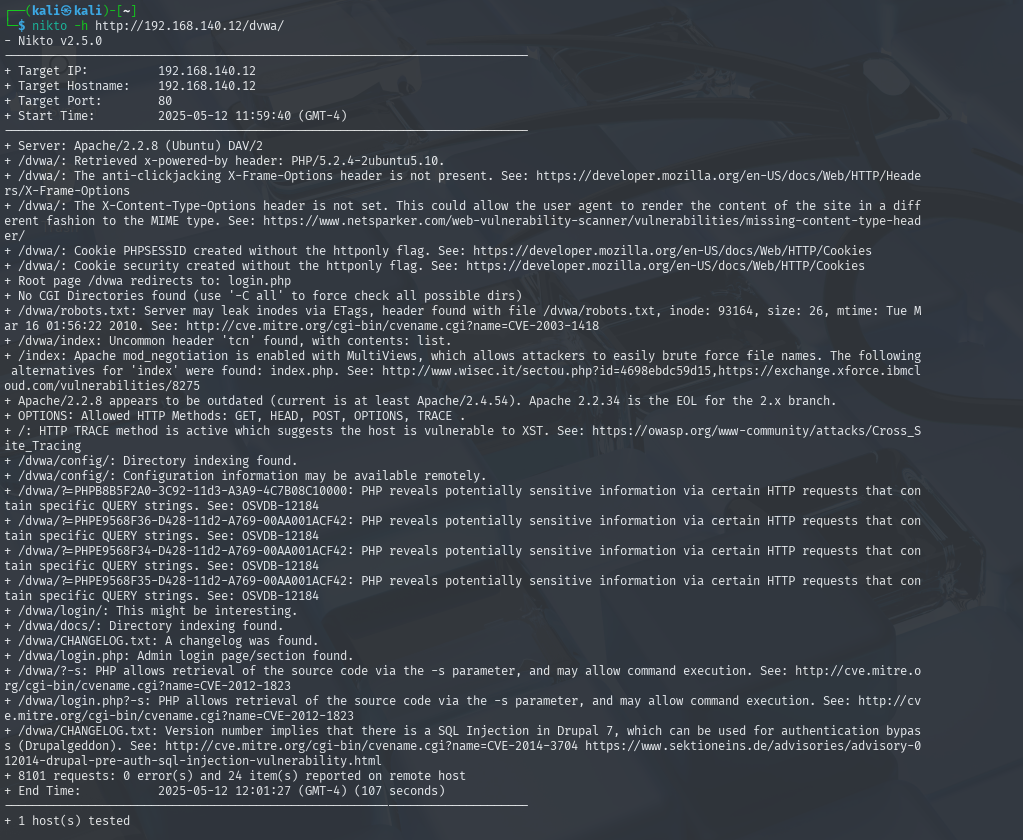 ┌──(kali㉿kali)-[~]
└─$ nikto -h http://192.168.140.12/dvwa/
- Nikto v2.5.0
---------------------------------------------------------------------------
+ Target IP:          192.168.140.12
+ Target Hostname:    192.168.140.12
+ Target Port:        80
+ Start Time:         2025-05-12 11:59:40 (GMT-4)
---------------------------------------------------------------------------
+ Server: Apache/2.2.8 (Ubuntu) DAV/2
+ /dvwa/: Retrieved x-powered-by header: PHP/5.2.4-2ubuntu5.10.
+ /dvwa/: The anti-clickjacking X-Frame-Options header is not present. See: https://developer.mozilla.org/en-US/docs/Web/HTTP/Heade
rs/X-Frame-Options
+ /dvwa/: The X-Content-Type-Options header is not set. This could allow the user agent to render the content of the site in a diff
erent fashion to the MIME type. See: https://www.netsparker.com/web-vulnerability-scanner/vulnerabilities/missing-content-type-head
er/
+ /dvwa/: Cookie PHPSESSID created without the httponly flag. See: https://developer.mozilla.org/en-US/docs/Web/HTTP/Cookies
+ /dvwa/: Cookie security created without the httponly flag. See: https://developer.mozilla.org/en-US/docs/Web/HTTP/Cookies
+ Root page /dvwa redirects to: login.php
+ No CGI Directories found (use '-C all' to force check all possible dirs)
+ /dvwa/robots.txt: Server may leak inodes via ETags, header found with file /dvwa/robots.txt, inode: 93164, size: 26, mtime: Tue M
ar 16 01:56:22 2010. See: http://cve.mitre.org/cgi-bin/cvename.cgi?name=CVE-2003-1418
+ /dvwa/index: Uncommon header 'tcn' found, with contents: list.
+ /index: Apache mod_negotiation is enabled with MultiViews, which allows attackers to easily brute force file names. The following
 alternatives for 'index' were found: index.php. See: http://www.wisec.it/sectou.php?id=4698ebdc59d15,https://exchange.xforce.ibmcl
oud.com/vulnerabilities/8275
+ Apache/2.2.8 appears to be outdated (current is at least Apache/2.4.54). Apache 2.2.34 is the EOL for the 2.x branch.
+ OPTIONS: Allowed HTTP Methods: GET, HEAD, POST, OPTIONS, TRACE .
+ /: HTTP TRACE method is active which suggests the host is vulnerable to XST. See: https://owasp.org/www-community/attacks/Cross_S
ite_Tracing
+ /dvwa/config/: Directory indexing found.
+ /dvwa/config/: Configuration information may be available remotely.
+ /dvwa/?=PHPB8B5F2A0-3C92-11d3-A3A9-4C7B08C10000: PHP reveals potentially sensitive information via certain HTTP requests that con
tain specific QUERY strings. See: OSVDB-12184
+ /dvwa/?=PHPE9568F36-D428-11d2-A769-00AA001ACF42: PHP reveals potentially sensitive information via certain HTTP requests that con
tain specific QUERY strings. See: OSVDB-12184
+ /dvwa/?=PHPE9568F34-D428-11d2-A769-00AA001ACF42: PHP reveals potentially sensitive information via certain HTTP requests that con
tain specific QUERY strings. See: OSVDB-12184
+ /dvwa/?=PHPE9568F35-D428-11d2-A769-00AA001ACF42: PHP reveals potentially sensitive information via certain HTTP requests that con
tain specific QUERY strings. See: OSVDB-12184
+ /dvwa/login/: This might be interesting.
+ /dvwa/docs/: Directory indexing found.
+ /dvwa/CHANGELOG.txt: A changelog was found.
+ /dvwa/login.php: Admin login page/section found.
+ /dvwa/?-s: PHP allows retrieval of the source code via the -s parameter, and may allow command execution. See: http://cve.mitre.o
rg/cgi-bin/cvename.cgi?name=CVE-2012-1823
+ /dvwa/login.php?-s: PHP allows retrieval of the source code via the -s parameter, and may allow command execution. See: http://cv
e.mitre.org/cgi-bin/cvename.cgi?name=CVE-2012-1823
+ /dvwa/CHANGELOG.txt: Version number implies that there is a SQL Injection in Drupal 7, which can be used for authentication bypas
s (Drupalgeddon). See: http://cve.mitre.org/cgi-bin/cvename.cgi?name=CVE-2014-3704 https://www.sektioneins.de/advisories/advisory-0
12014-drupal-pre-auth-sql-injection-vulnerability.html
+ 8101 requests: 0 error(s) and 24 item(s) reported on remote host
+ End Time:           2025-05-12 12:01:27 (GMT-4) (107 seconds)
---------------------------------------------------------------------------
+ 1 host(s) tested